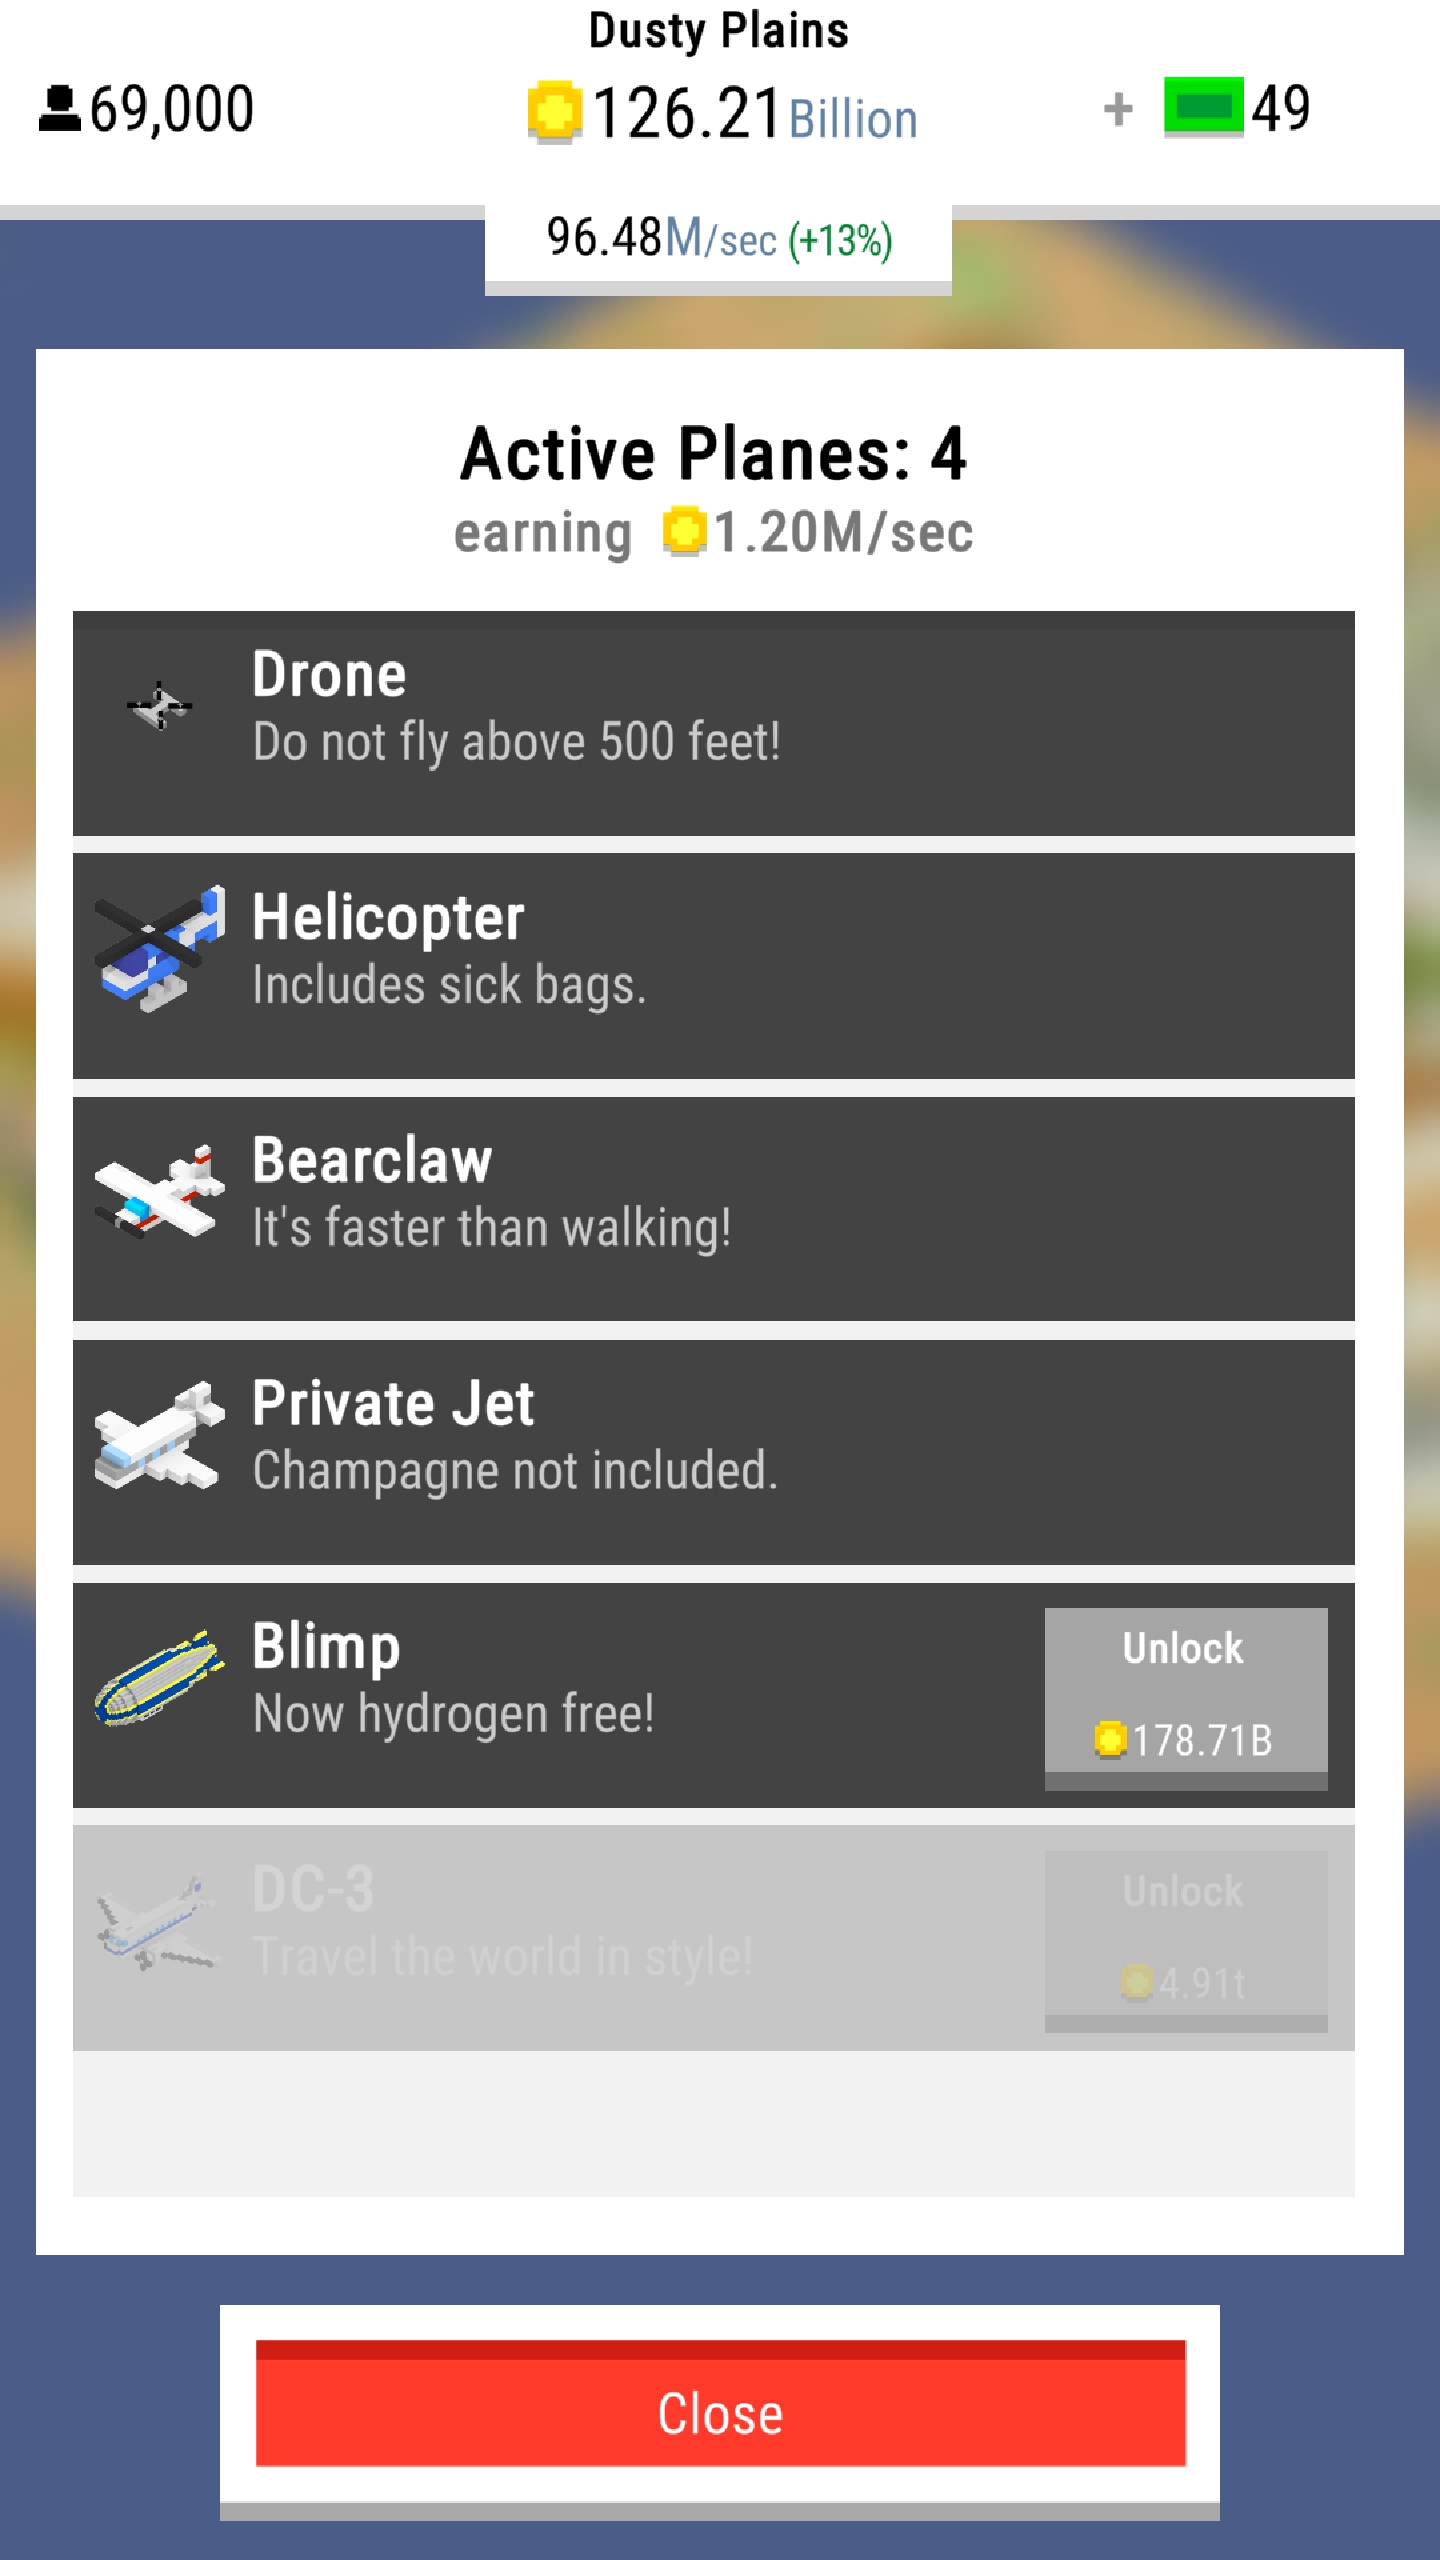 Dusty Plains
69,000
126.21 Billion
+ 49
96.48M/sec (+13%)
Active Planes: 4
earning 1.20M/sec
Drone
Do not fly above 500 feet!
Helicopter
Includes sick bags.
Bearclaw
It's faster than walking!
Private Jet
Champagne not included.
Blimp
Now hydrogen free!
Unlock
178.71B
DC-3
Travel the world in style!
Unlock
4.91t
Close